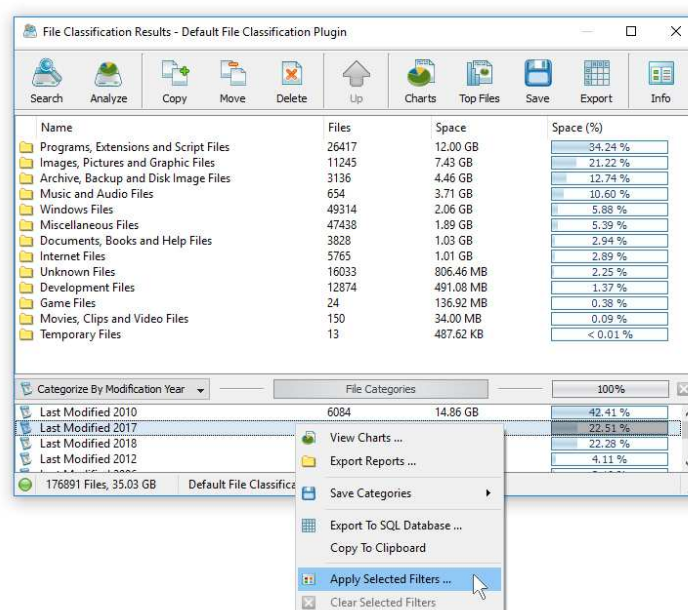 File Classification Results - Default File Classification Plugin
Search Analyze Copy Move Delete Up Charts Top Files Save Export Info
Name Files Space Space (%)
Programs, Extensions and Script Files 26417 12.00 GB 34.24 %
Images, Pictures and Graphic Files 11245 7.43 GB 21.22 %
Archive, Backup and Disk Image Files 3136 4.46 GB 12.74 %
Music and Audio Files 654 3.71 GB 10.60 %
Windows Files 49314 2.06 GB 5.88 %
Miscellaneous Files 47438 1.89 GB 5.39 %
Documents, Books and Help Files 3828 1.03 GB 2.94 %
Internet Files 5765 1.01 GB 2.89 %
Unknown Files 16033 806.46 MB 2.25 %
Development Files 12874 491.08 MB 1.37 %
Game Files 24 136.92 MB 0.38 %
Movies, Clips and Video Files 150 34.00 MB 0.09 %
Temporary Files 13 487.62 KB < 0.01 %
Categorize By Modification Year File Categories 100%
Last Modified 2010 6084 14.86 GB 42.41 %
Last Modified 2017 22.51 %
Last Modified 2018 22.28 %
Last Modified 2012 4.11 %
176891 Files, 35.03 GB Default File Classifica
View Charts ...
Export Reports ...
Save Categories
Export To SQL Database ...
Copy To Clipboard
Apply Selected Filters ...
Clear Selected Filters